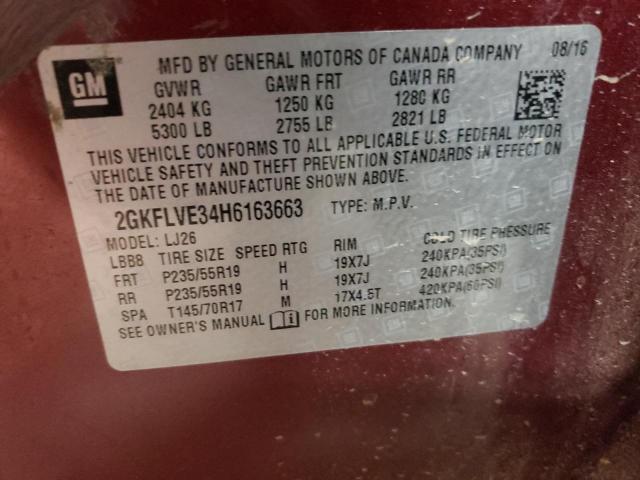 GM
MFD BY GENERAL MOTORS OF CANADA COMPANY 08/16
GVWR GAWR FRT GAWR RR
2404 KG 1250 KG 1280 KG
5300 LB 2755 LB 2821 LB
THIS VEHICLE CONFORMS TO ALL APPLICABLE U.S. FEDERAL MOTOR
VEHICLE SAFETY AND THEFT PREVENTION STANDARDS IN EFFECT ON
THE DATE OF MANUFACTURE SHOWN ABOVE.
2GKFLVE34H6163663 TYPE: M.P.V.
MODEL: LJ26
LBB8 TIRE SIZE SPEED RTG RIM COLD TIRE PRESSURE
FRT P235/55R19 H 19X7J 240KPA(35PSI)
RR P235/55R19 H 19X7J 240KPA(35PSI)
SPA T145/70R17 M 17X4.5T 420KPA(60PSI)
SEE OWNER'S MANUAL FOR MORE INFORMATION.